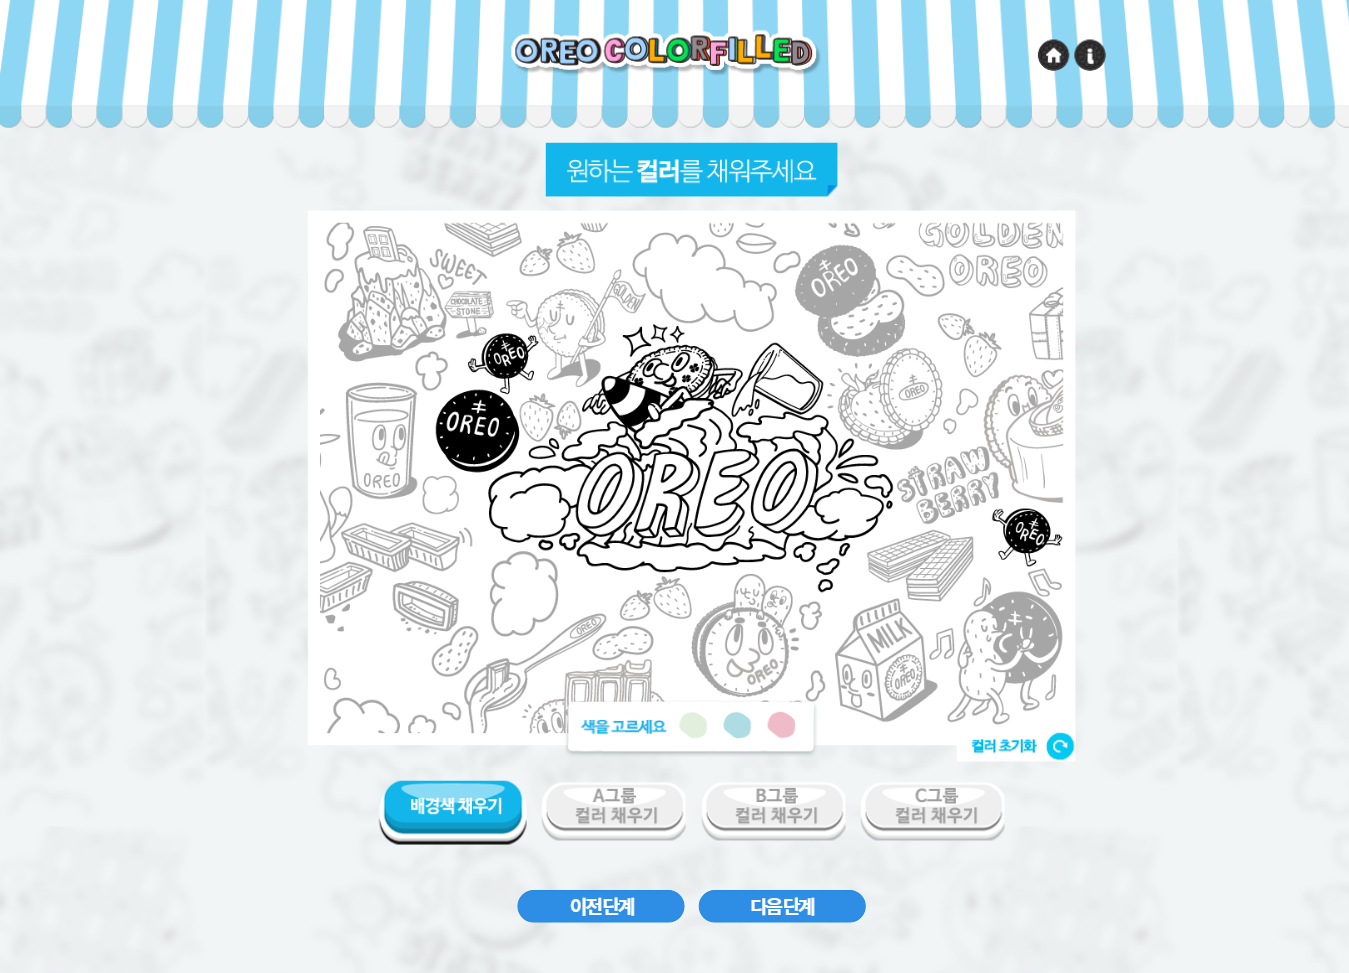 OREO COLORFILLED
원하는 컬러를 채워주세요
GOLDEN
OREO
SWEET
CHOCOLATE
STONE
GOLDEN
OREO
OREO
OREO
OREO
OREO
OREO
OREO
STRAW
BERRY
OREO
OREO
MILK
OREO
OREO
색을 고르세요
컬러 초기화
배경색 채우기
A그룹
컬러 채우기
B그룹
컬러 채우기
C그룹
컬러 채우기
이전단계
다음단계